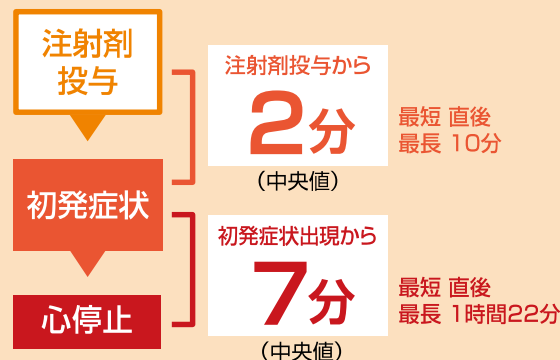 注射剤
投与
注射剤投与から
2分
(中央値)
最短 直後
最長 10分
初発症状
初発症状出現から
7分
(中央値)
最短 直後
最長 1時間22分
心停止